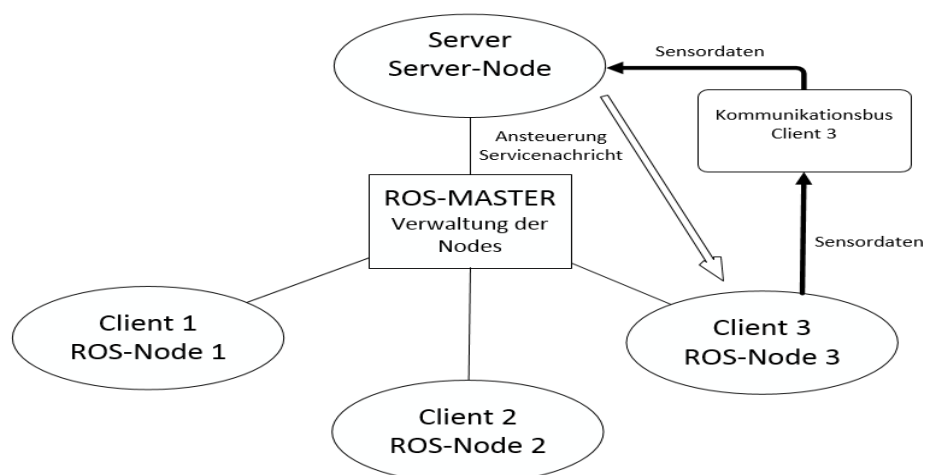 Server
Server-Node
Sensordaten
Kommunikationsbus
Client 3
Ansteuerung
Servicenachricht
ROS-MASTER
Verwaltung der
Nodes
Sensordaten
Client 1
ROS-Node 1
Client 3
ROS-Node 3
Client 2
ROS-Node 2